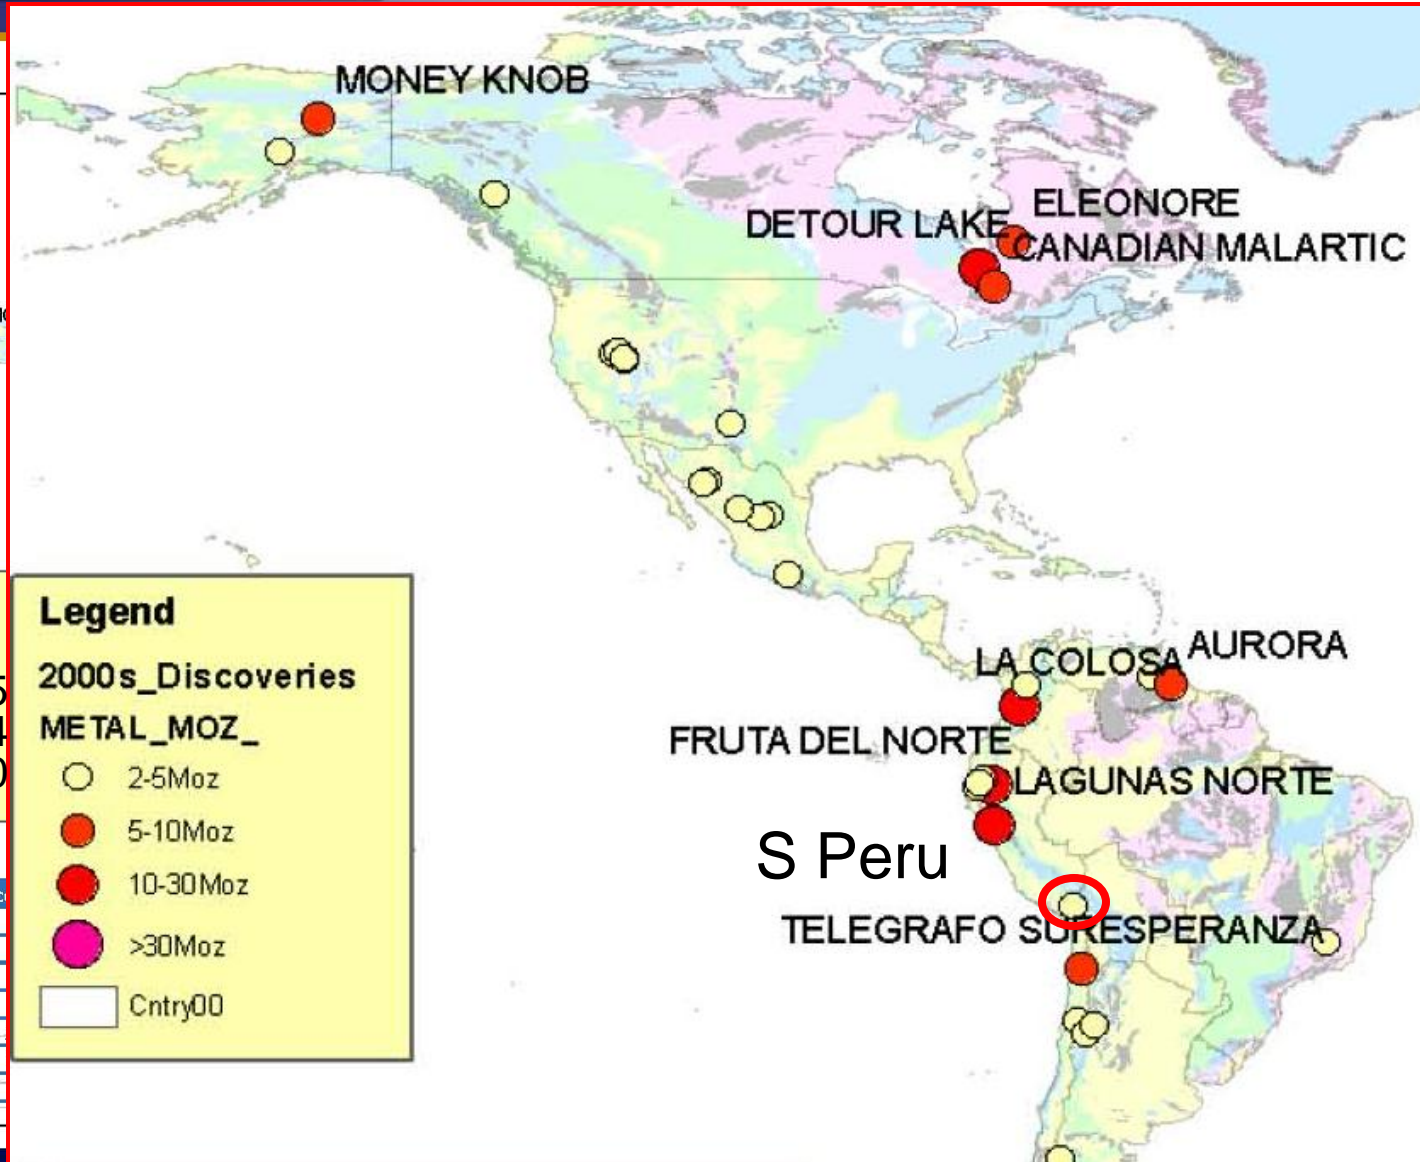 MONEY KNOB
ELEONORE
DETOUR LAKE
CANADIAN MALARTIC
Legend
2000s_Discoveries
METAL_MOZ_
2-5Moz
5-10Moz
10-30Moz
>30Moz
Cntry00
AURORA
LA COLOSA
FRUTA DEL NORTE
LAGUNAS NORTE
S Peru
TELEGRAFO SUR
ESPERANZA